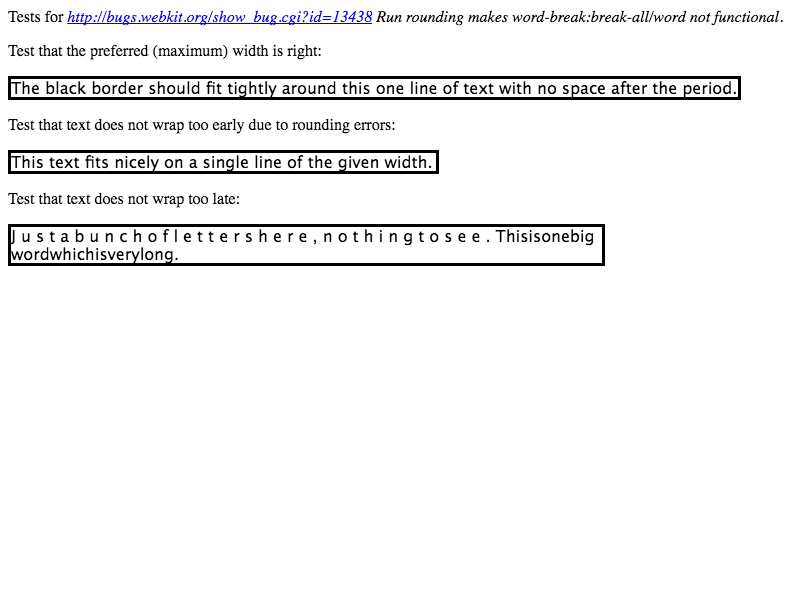 Tests for http://bugs.webkit.org/show_bug.cgi?id=13438 Run rounding makes word-break:break-all/word not functional.
Test that the preferred (maximum) width is right:
The black border should fit tightly around this one line of text with no space after the period.
Test that text does not wrap too early due to rounding errors:
This text fits nicely on a single line of the given width.
Test that text does not wrap too late:
J u s t a b u n c h o f l e t t e r s h e r e , n o t h i n g t o s e e . Thisisonebig
wordwhichisverylong.